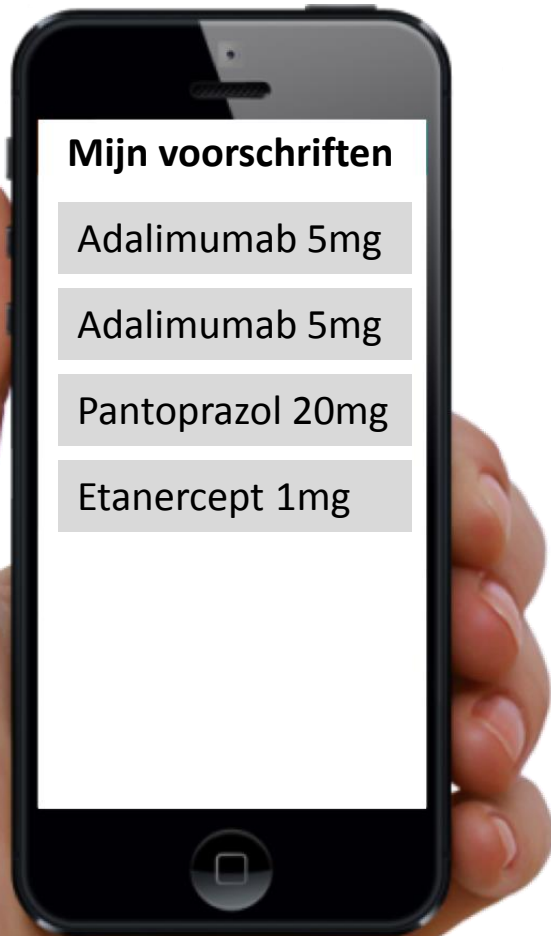 Mijn voorschriften
Adalimumab 5mg
Adalimumab 5mg
Pantoprazol 20mg
Etanercept 1mg